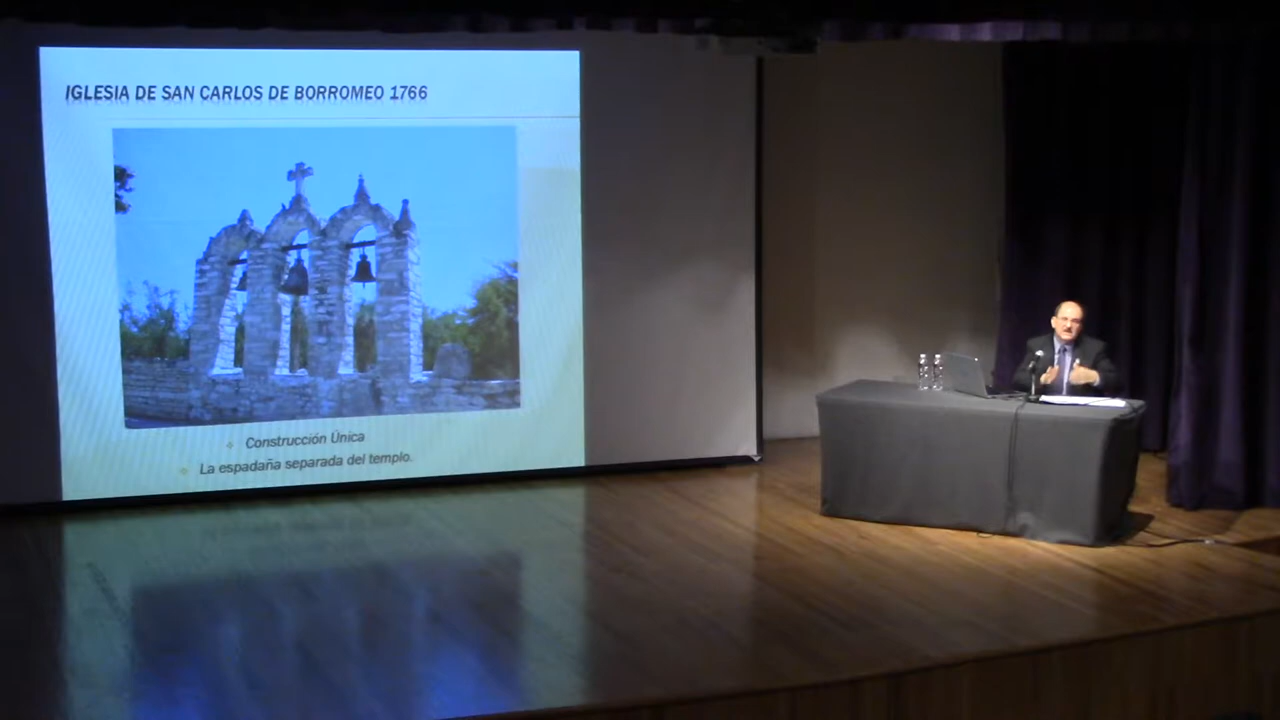 IGLESIA DE SAN CARLOS DE BORROMEO 1766
Construcción Única
La espadaña separada del templo.